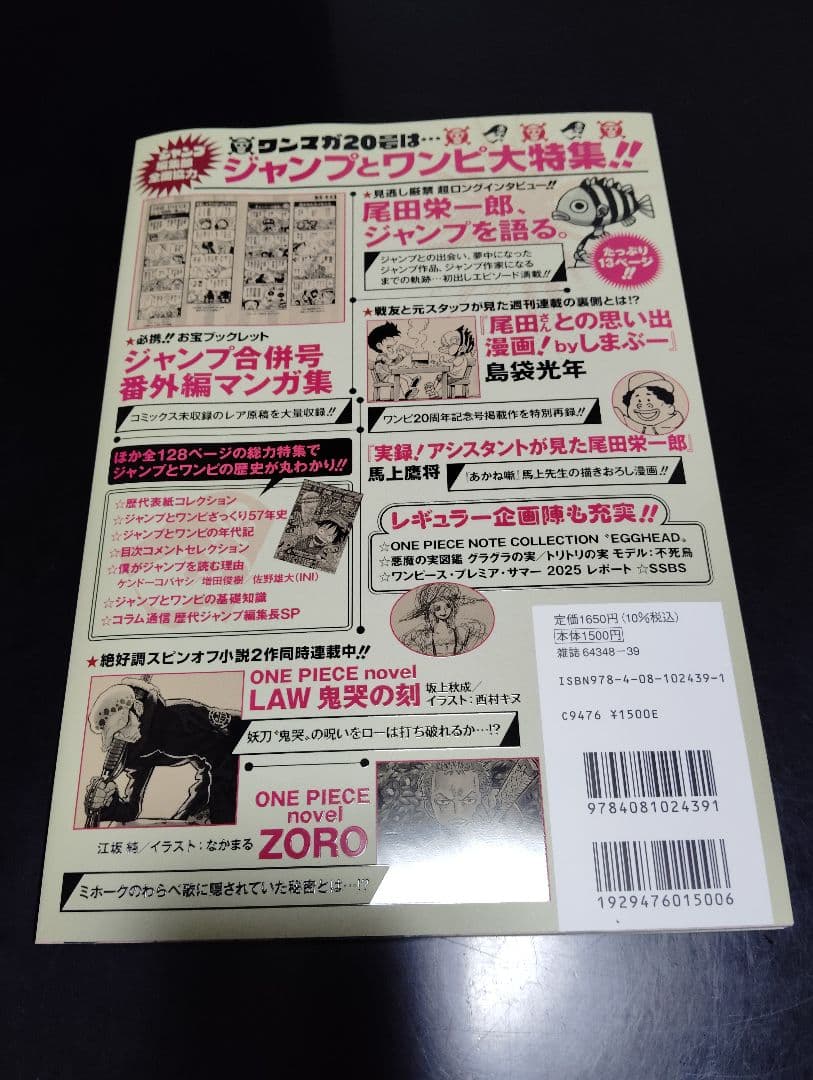 ジャンプ
編集部
全面協力
ワンマガ20号は…
ジャンプとワンピ大特集!!
★見逃し厳禁 超ロングインタビュー!!
尾田栄一郎、
ジャンプを語る。
ジャンプとの出会い、夢中になった
ジャンプ作品、ジャンプ作家になる
までの軌跡…初出しエピソード満載!!
たっぷり
13ページ
!!
★必携!! お宝ブックレット
ジャンプ合併号
番外編マンガ集
コミックス未収録のレア原稿を大量収録!!
★戦友と元スタッフが見た週刊連載の裏側とは!?
『尾田さんとの思い出
漫画!byしまぶー』
島袋光年
ワンピ20周年記念号掲載作を特別再録!!
『実録!アシスタントが見た尾田栄一郎』
馬上鷹将
『あかね噺』馬上先生の描きおろし漫画!!
ほか全128ページの総力特集で
ジャンプとワンピの歴史が丸わかり!!
☆歴代表紙コレクション
☆ジャンプとワンピざっくり57年史
☆ジャンプとワンピの年代記
☆目次コメントセレクション
☆僕がジャンプを読む理由
ケンドーコバヤシ/増田俊樹/佐野雄大(INI)
☆ジャンプとワンピの基礎知識
☆コラム通信 歴代ジャンプ編集長SP
レギュラー企画陣も充実!!
☆ONE PIECE NOTE COLLECTION〝EGGHEAD〟
☆悪魔の実図鑑 グラグラの実/トリトリの実 モデル:不死鳥
☆ワンピース・プレミア・サマー 2025 レポート ☆SSBS
★絶好調スピンオフ小説2作同時連載中!!
ONE PIECE novel
LAW 鬼哭の刻
坂上秋成/
イラスト:西村キヌ
妖刀〝鬼哭〟の呪いをローは打ち破れるか…!?
ONE PIECE
novel
ZORO
江坂 純/イラスト:なかまる
ミホークのわらべ歌に隠されていた秘密とは…!?
定価1650円(10%税込)
本体1500円
雑誌 64348-39
ISBN978-4-08-102439-1
C9476 ¥1500E
9784081024391
1929476015006